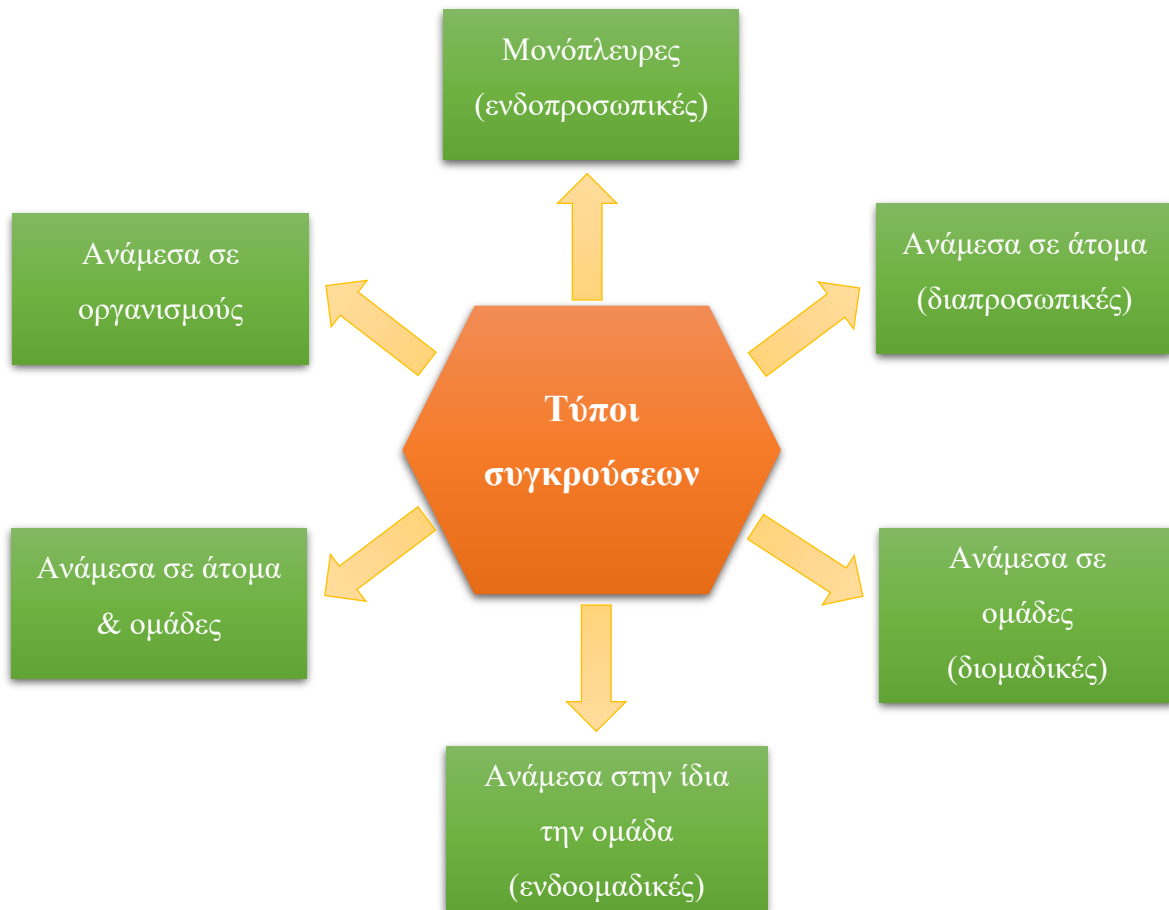 Μονόπλευρες
(ενδοπροσωπικές)
Ανάμεσα σε
οργανισμούς
Ανάμεσα σε άτομα
(διαπροσωπικές)
Τύποι
συγκρούσεων
Ανάμεσα σε άτομα
& ομάδες
Ανάμεσα σε
ομάδες
(διομαδικές)
Ανάμεσα στην ίδια
την ομάδα
(ενδοομαδικές)